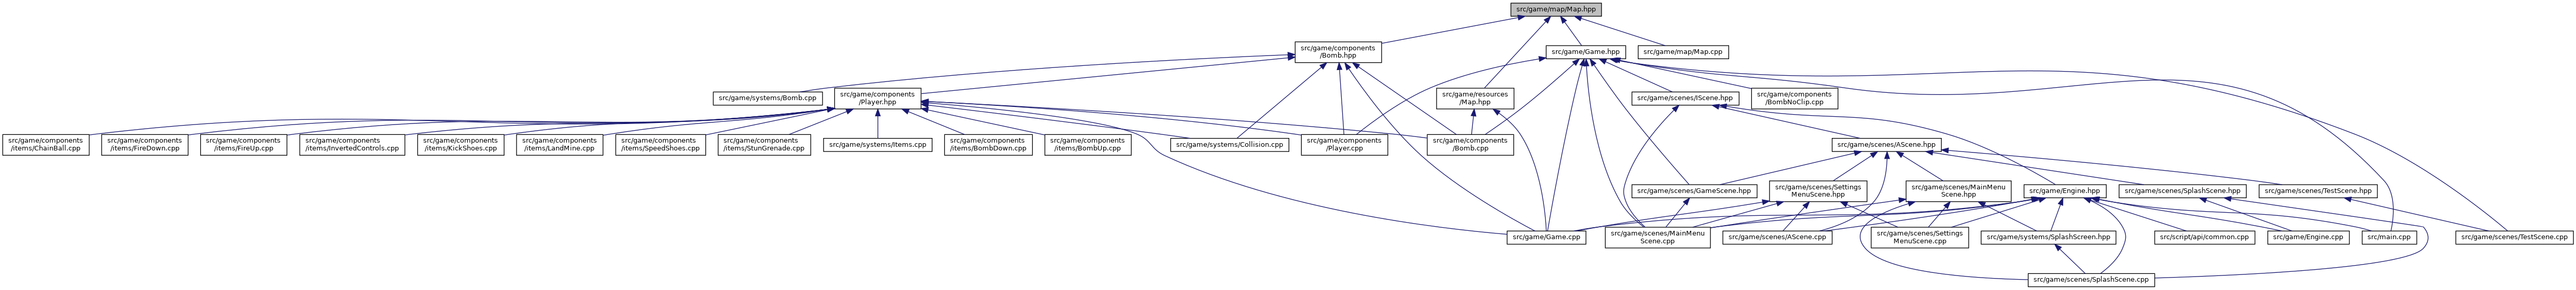 src/game/map/Map.hpp
src/game/components
/Bomb.hpp
src/game/Game.hpp
src/game/map/Map.cpp
src/game/systems/Bomb.cpp
src/game/components
/Player.hpp
src/game/resources
/Map.hpp
src/game/scenes/IScene.hpp
src/game/components
/BombNoClip.cpp
src/game/components
/items/ChainBall.cpp
src/game/components
/items/FireDown.cpp
src/game/components
/items/FireUp.cpp
src/game/components
/items/InvertedControls.cpp
src/game/components
/items/KickShoes.cpp
src/game/components
/items/LandMine.cpp
src/game/components
/items/SpeedShoes.cpp
src/game/components
/items/StunGrenade.cpp
src/game/systems/Items.cpp
src/game/components
/items/BombDown.cpp
src/game/components
/items/BombUp.cpp
src/game/systems/Collision.cpp
src/game/components
/Player.cpp
src/game/components
/Bomb.cpp
src/game/scenes/AScene.hpp
src/game/scenes/GameScene.hpp
src/game/scenes/Settings
MenuScene.hpp
src/game/scenes/MainMenu
Scene.hpp
src/game/Engine.hpp
src/game/scenes/SplashScene.hpp
src/game/scenes/TestScene.hpp
src/game/Game.cpp
src/game/scenes/MainMenu
Scene.cpp
src/game/scenes/AScene.cpp
src/game/scenes/Settings
MenuScene.cpp
src/game/systems/SplashScreen.hpp
src/script/api/common.cpp
src/game/Engine.cpp
src/main.cpp
src/game/scenes/TestScene.cpp
src/game/scenes/SplashScene.cpp